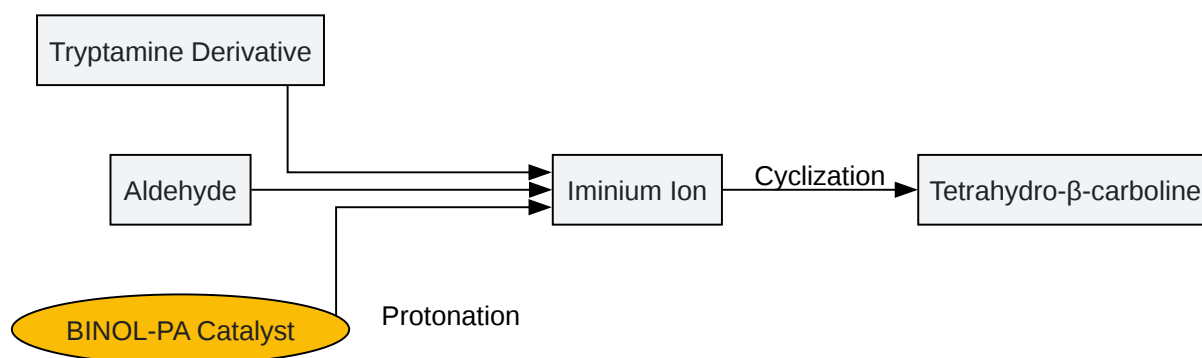 Tryptamine Derivative
Aldehyde
Iminium Ion
Cyclization
Tetrahydro-β-carboline
BINOL-PA Catalyst
Protonation